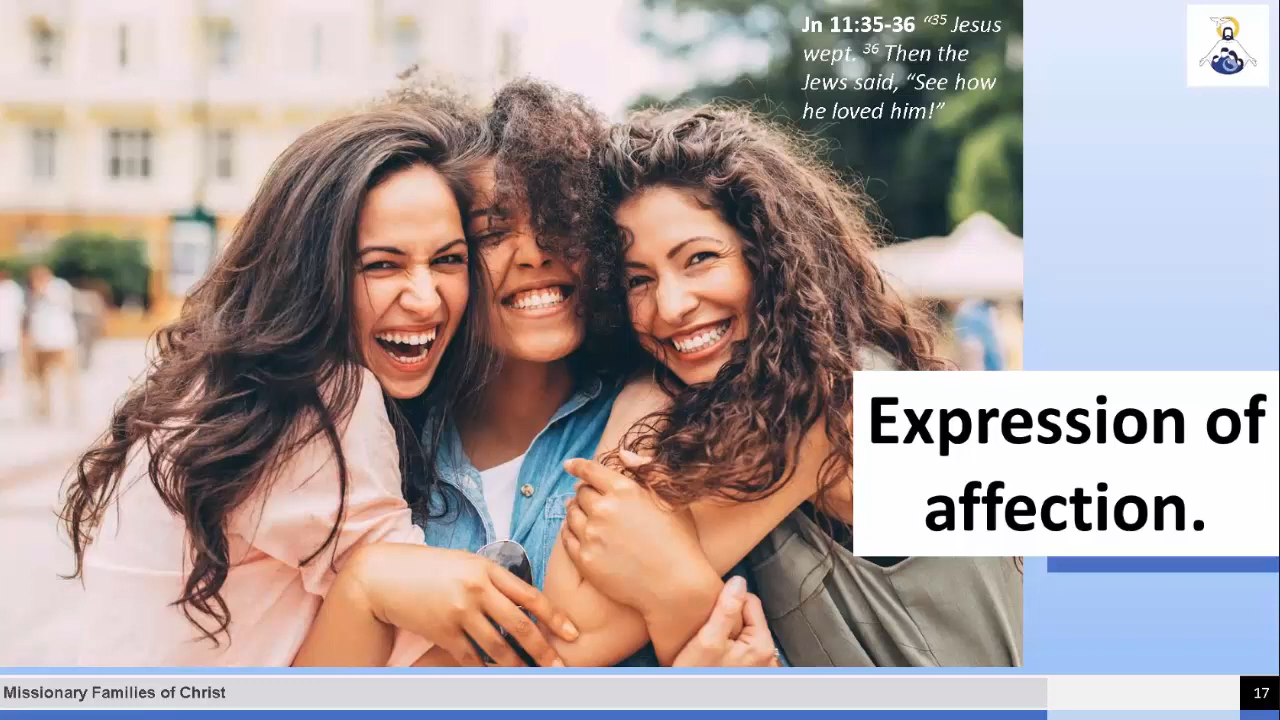 Jn 11:35-36 “35 Jesus
wept. 36 Then the
Jews said, “See how
he loved him!”
Expression of
affection.
Missionary Families of Christ
17